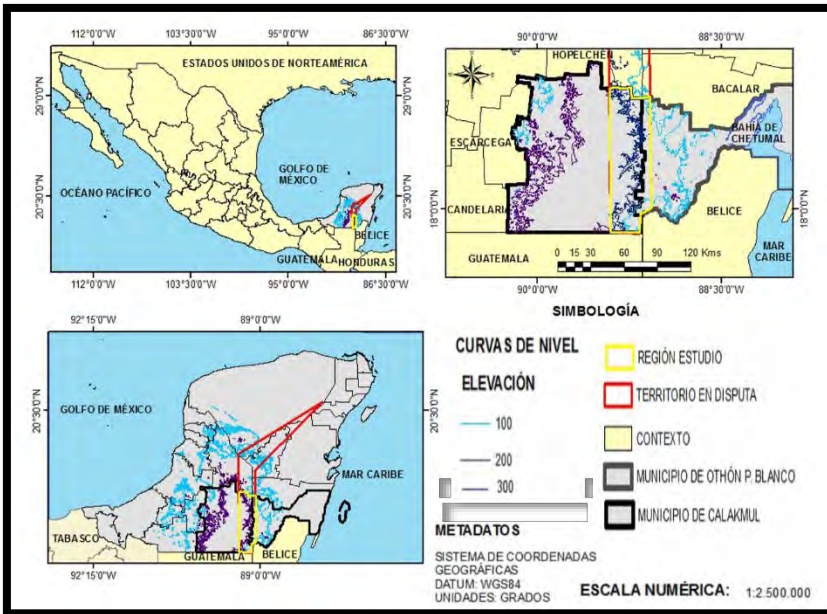 112°0'0"W 103°30'0"W 95°0'0"W 86°30'0"W
29°0'0"N
20°30'0"N
ESTADOS UNIDOS DE NORTEAMÉRICA
GOLFO DE
MÉXICO
OCÉANO PACÍFICO
BELICE
GUATEMALA
HONDURAS
29°0'0"N
20°30'0"N
112°0'0"W 103°30'0"W 95°0'0"W 86°30'0"W
90°0'0"W 88°30'0"W
HOPELCHÉN
BACALAR
ESCÁRCEGA
BAHÍA DE
CHETUMAL
CANDELARI
BELICE
GUATEMALA
MAR
CARIBE
18°0'0"N
18°0'0"N
0 15 30 60 90 120 Kms
90°0'0"W 88°30'0"W
92°15'0"W 89°0'0"W
20°30'0"N
GOLFO DE MÉXICO
MAR CARIBE
TABASCO
GUATEMALA
BELICE
20°30'0"N
92°15'0"W 89°0'0"W
SIMBOLOGÍA
CURVAS DE NIVEL
ELEVACIÓN
100
200
300
REGIÓN ESTUDIO
TERRITORIO EN DISPUTA
CONTEXTO
MUNICIPIO DE OTHÓN P. BLANCO
MUNICIPIO DE CALAKMUL
METADATOS
SISTEMA DE COORDENADAS
GEOGRÁFICAS
DATUM: WGS84
UNIDADES: GRADOS
ESCALA NUMÉRICA: 1:2.500.000